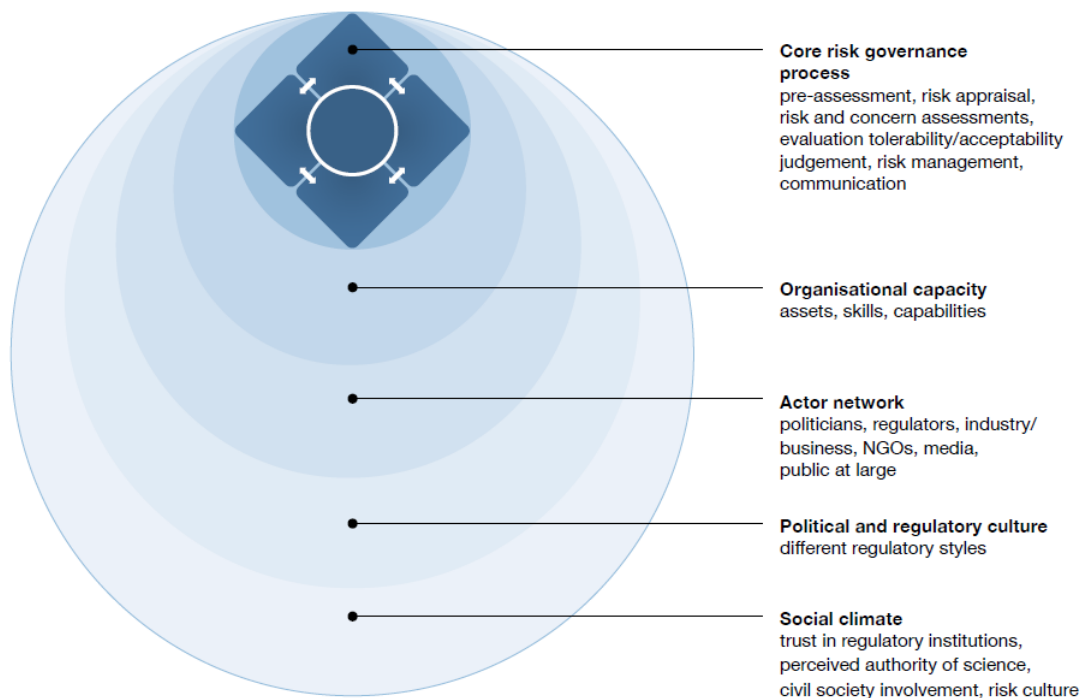 Core risk governance
process
pre-assessment, risk appraisal,
risk and concern assessments,
evaluation tolerability/acceptability
judgement, risk management,
communication
Organisational capacity
assets, skills, capabilities
Actor network
politicians, regulators, industry/
business, NGOs, media,
public at large
Political and regulatory culture
different regulatory styles
Social climate
trust in regulatory institutions,
perceived authority of science,
civil society involvement, risk culture